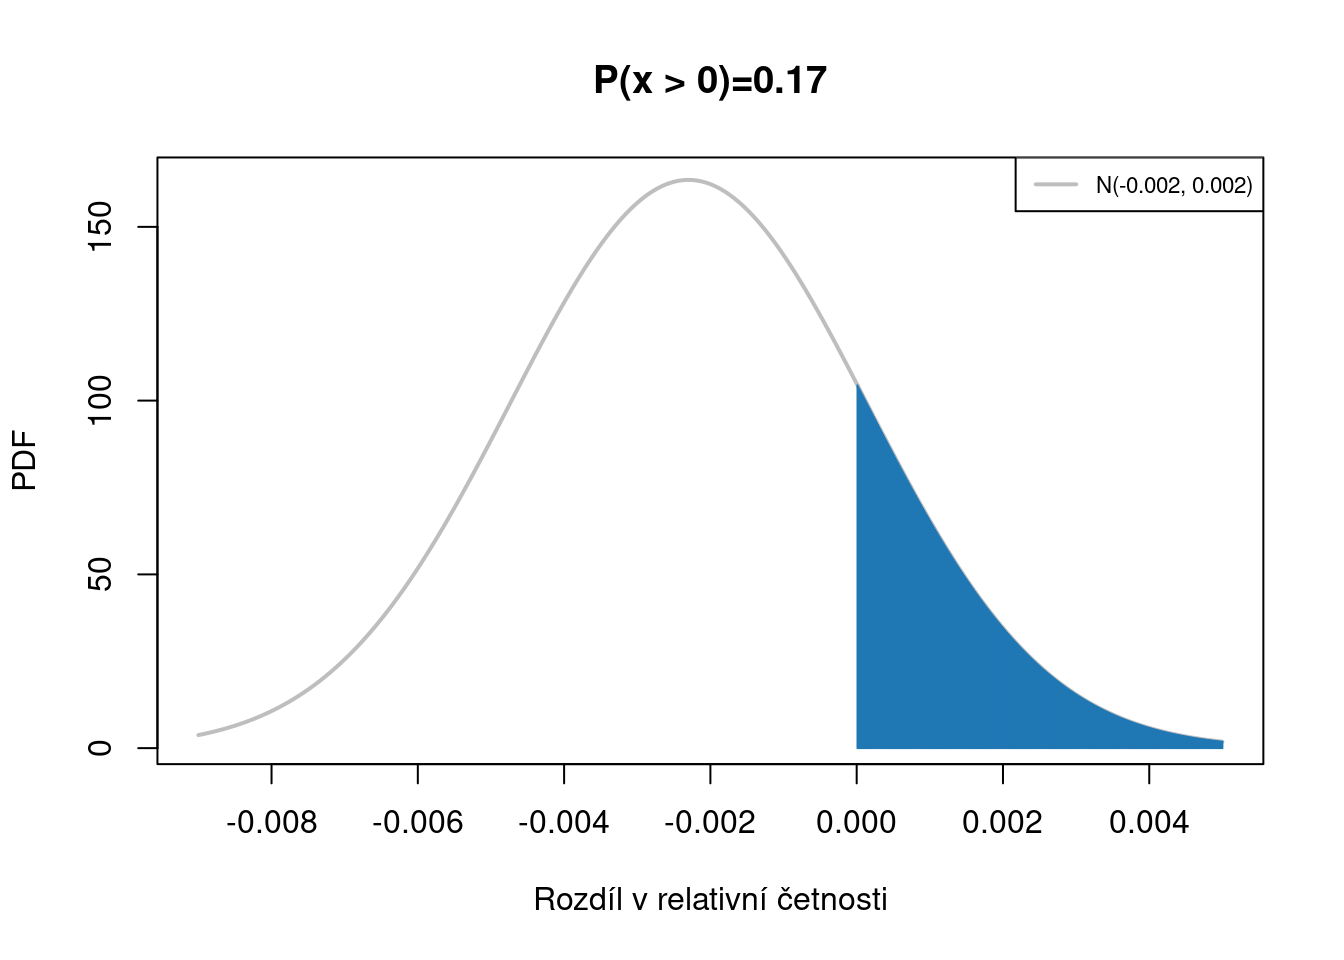 P(x > 0)=0.17
N(-0.002, 0.002)
PDF
150
100
50
0
-0.008 -0.006 -0.004 -0.002 0.000 0.002 0.004
Rozdíl v relativní četnosti